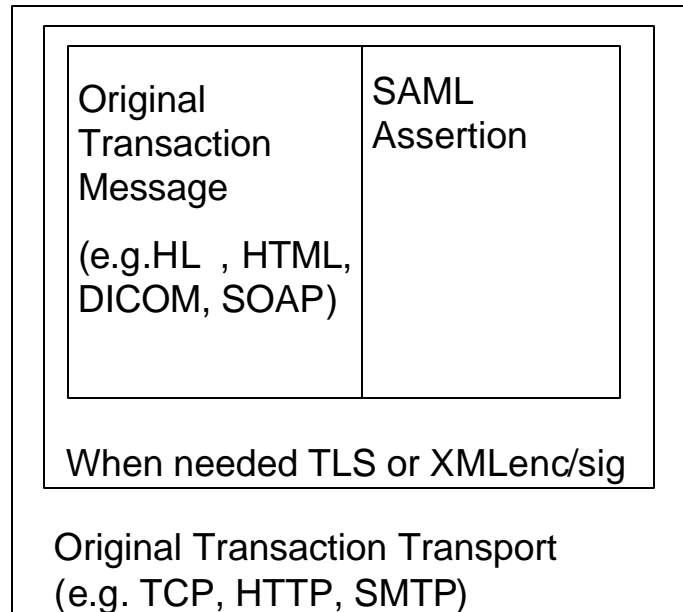 Original
Transaction
Message
(e.g.HL  , HTML,
DICOM, SOAP)
SAML
Assertion
When needed TLS or XMLenc/sig
Original Transaction Transport
(e.g. TCP, HTTP, SMTP)